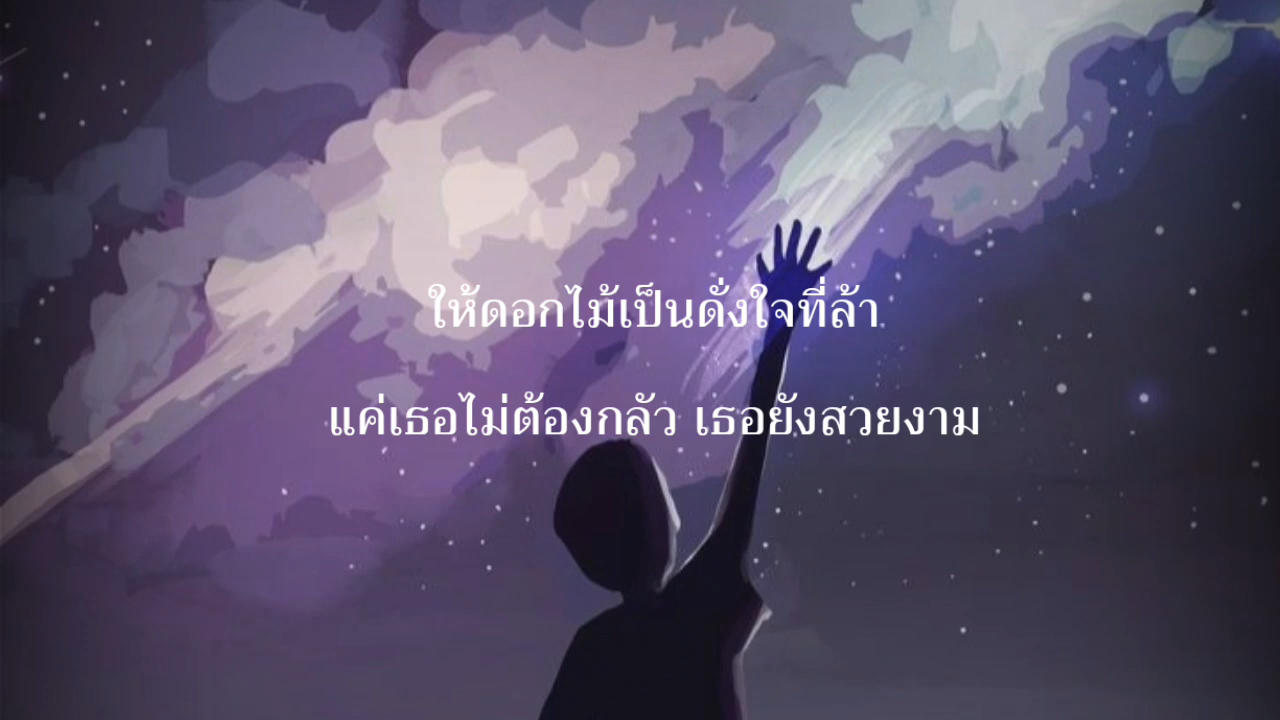 ให้ดอกไม้เป็นดั่งใจที่ล้า
แค่เธอไม่ต้องกลัว เธอยังสวยงาม